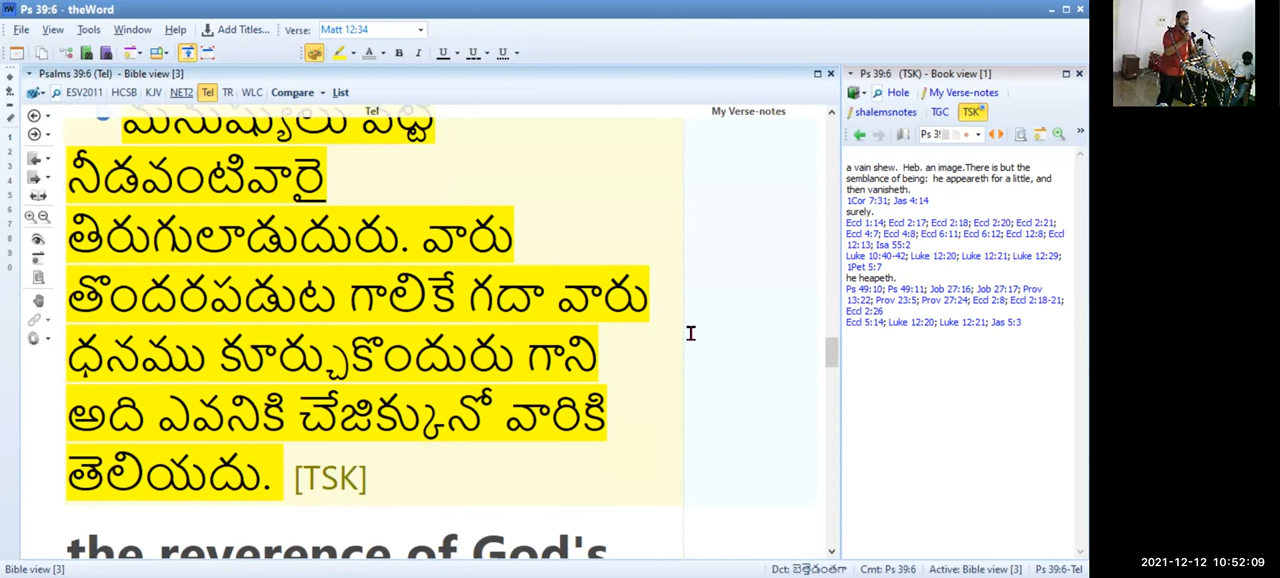 Ps 39:6 - theWord
File View Tools Window Help Add Titles... Verse: Matt 12:34
Psalms 39:6 (Tel) - Bible view [3]
ESV2011 HCSB KJV NET2 Tel TR WLC Compare List
Tel My Verse-notes
మనుష్యులు వట్టి
నీడవంటివారై
తిరుగులాడుదురు. వారు
తొందరపడుట గాలికే గదా వారు
ధనము కూర్చుకొందురు గాని
అది ఎవనికి చేజిక్కునో వారికి
తెలియదు. [TSK]
the reverence of God's
Ps 39:6 (TSK) - Book view [1]
Hole My Verse-notes
shalemsnotes TGC TSK
a vain shew. Heb. an image.There is but the
semblance of being: he appeareth for a little, and
then vanisheth.
1Cor 7:31; Jas 4:14
surely.
Eccl 1:14; Eccl 2:17; Eccl 2:18; Eccl 2:20; Eccl 2:21;
Eccl 4:7; Eccl 4:8; Eccl 6:11; Eccl 6:12; Eccl 12:8; Eccl
12:13; Isa 55:2
Luke 10:40-42; Luke 12:20; Luke 12:21; Luke 12:29;
1Pet 5:7
he heapeth.
Ps 49:10; Ps 49:11; Job 27:16; Job 27:17; Prov
13:22; Prov 23:5; Prov 27:24; Eccl 2:8; Eccl 2:18-21;
Eccl 2:26
Eccl 5:14; Luke 12:20; Luke 12:21; Jas 5:3
Bible view [3] Dct: బెత్తెడంతగా Cmt: Ps 39:6 Active: Bible view [3] Ps 39:6-Tel
2021-12-12 10:52:09